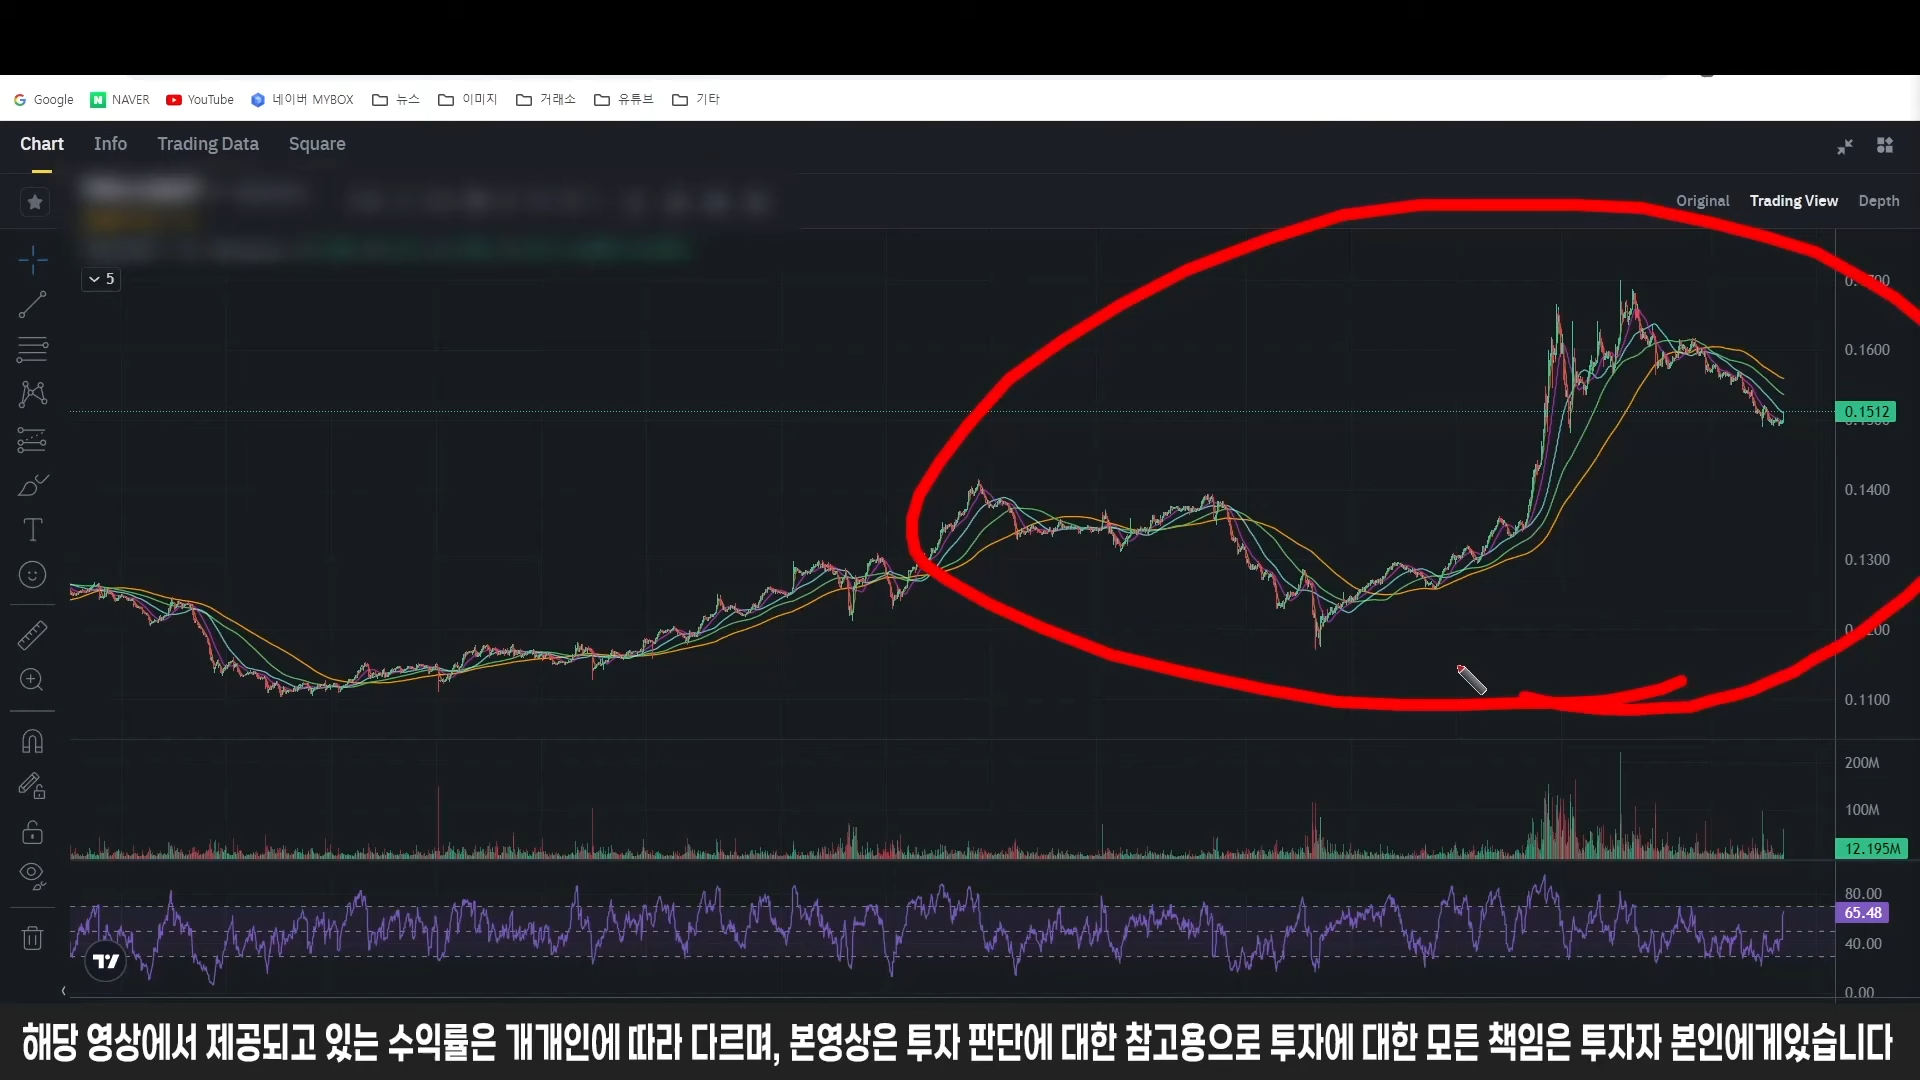 Google NAVER YouTube 네이버 MYBOX 뉴스 이미지 거래소 유튜브 기타
Chart Info Trading Data Square
Original Trading View Depth
5
0.1600
0.1512
0.1400
0.1300
0.1100
200M
100M
12.195M
80.00
65.48
40.00
0.00
해당 영상에서 제공되고 있는 수익률은 개개인에 따라 다르며, 본영상은 투자 판단에 대한 참고용으로 투자에 대한 모든 책임은 투자자 본인에게있습니다